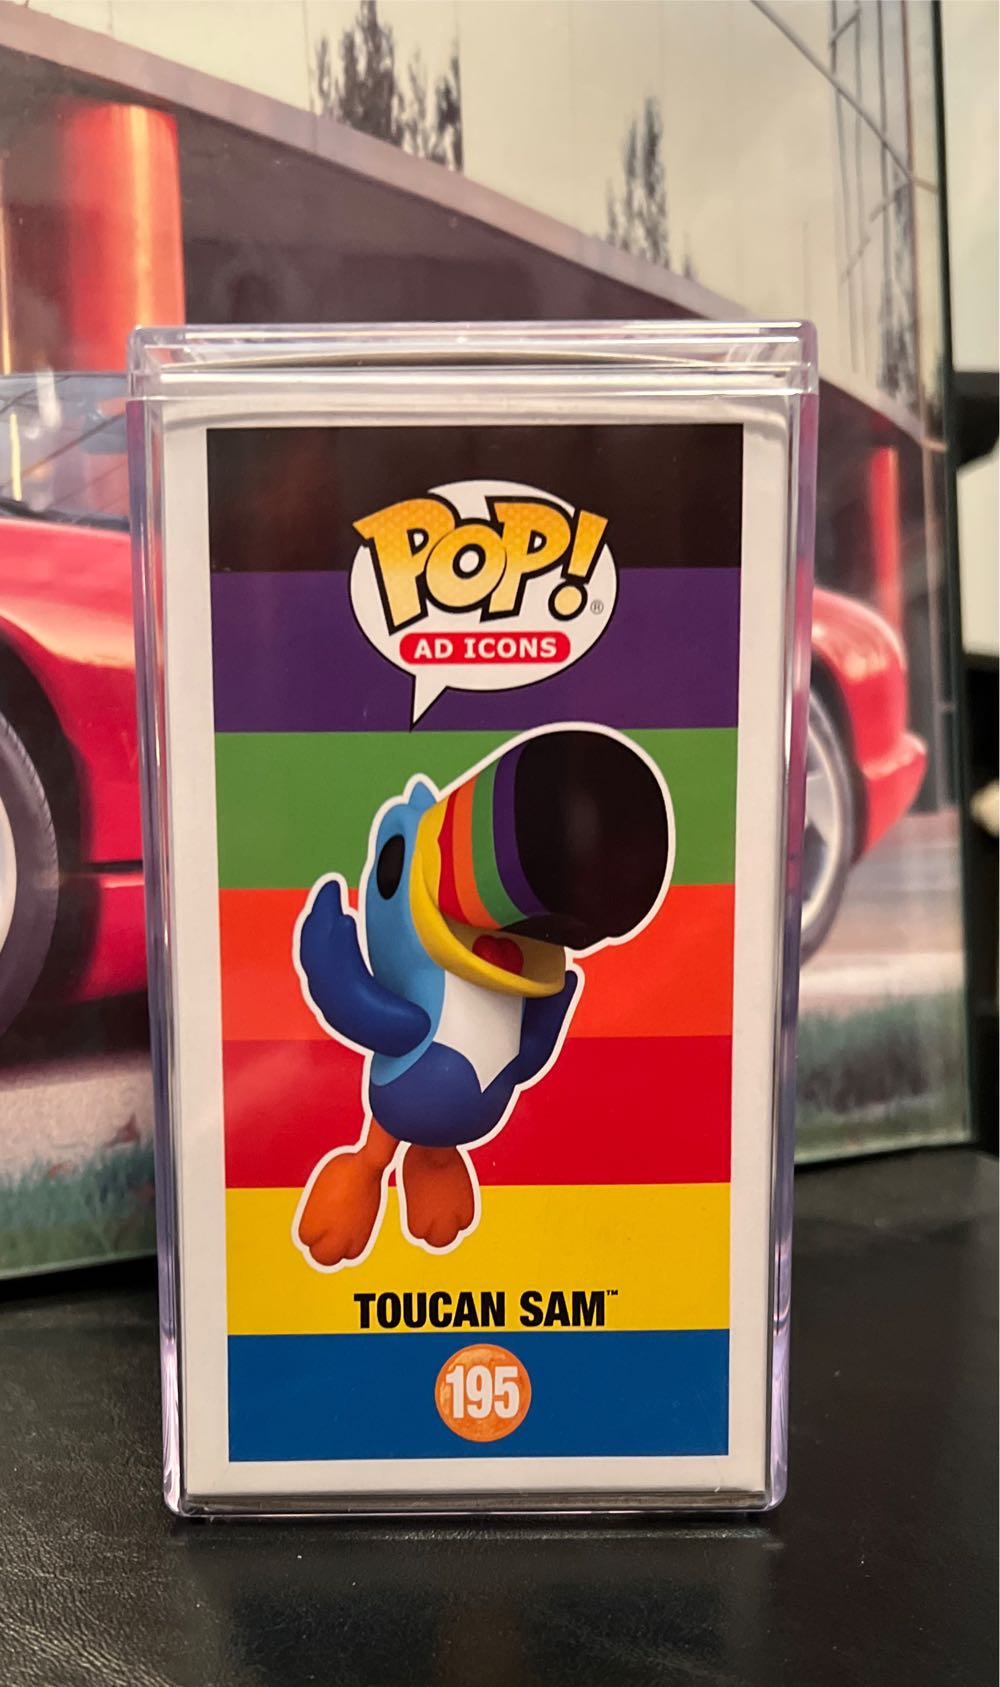 POP!®
AD ICONS
TOUCAN SAM™
195